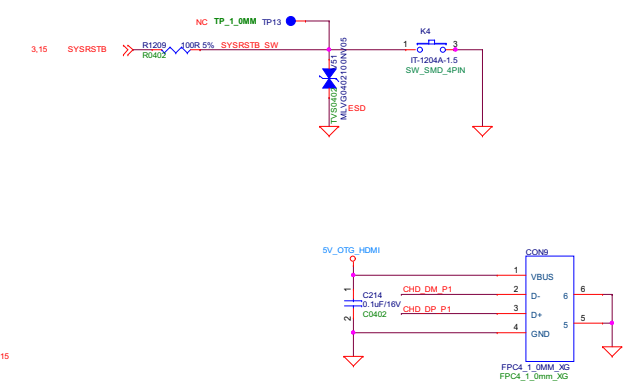 NC TP_1_0MM TP13
K4
3,15 SYSRSTB R1209 100R 5% SYSRSTB_SW 1 3
R0402 IT-1204A-1.5
SW_SMD_4PIN
V51
MLVG0402100NV05
TVS0402
ESD
5V_OTG_HDMI
CON9
1 VBUS
1 CHD_DM_P1 2 D- 6 6
C214
0.1uF/16V
C0402
CHD_DP_P1 3 D+ 5 5
2 4 GND
15
FPC4_1_0MM_XG
FPC4_1_0mm_XG